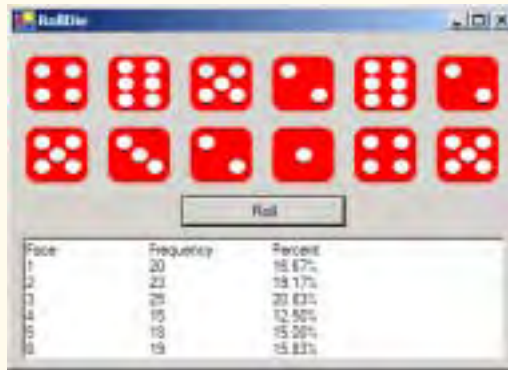 RollDie
Roll
Face Frequency Percent
1 20 16.67%
2 23 19.17%
3 25 20.83%
4 15 12.50%
5 18 15.00%
6 19 15.83%